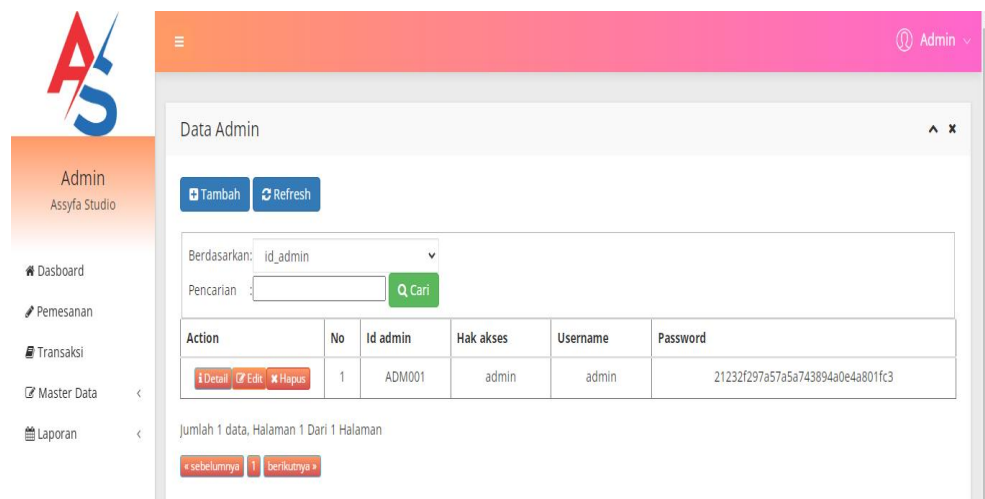 AS
Admin
Assyfa Studio
Dasboard
Pemesanan
Transaksi
Master Data
Laporan
Admin
Data Admin
Tambah Refresh
Berdasarkan: id_admin
Pencarian : Cari
Action No Id admin Hak akses Username Password
Detail Edit Hapus 1 ADM001 admin admin 21232f297a57a5a743894a0e4a801fc3
Jumlah 1 data, Halaman 1 Dari 1 Halaman
« sebelumnya 1 berikutnya »